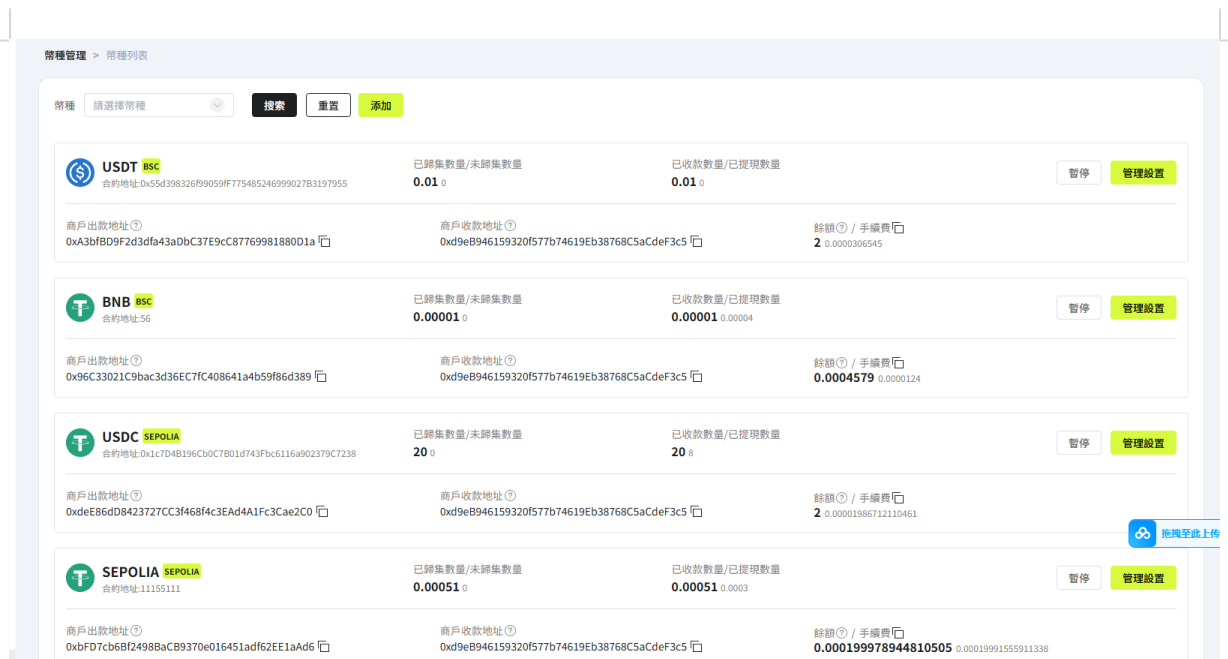 幣種管理 > 幣種列表
幣種 請選擇幣種 搜索 重置 添加
USDT BSC
合約地址:0x55d398326f99059fF775485246999027B3197955
已歸集數量/未歸集數量
0.01 0
已收款數量/已提現數量
0.01 0
暫停 管理設置
商戶出款地址
0xA3bfBD9F2d3dfa43aDbC37E9cC87769981880D1a
商戶收款地址
0xd9eB946159320f577b74619Eb38768C5aCdeF3c5
餘額 / 手續費
2 0.0000306545
BNB BSC
合約地址:56
已歸集數量/未歸集數量
0.00001 0
已收款數量/已提現數量
0.00001 0.00004
暫停 管理設置
商戶出款地址
0x96C33021C9bac3d36EC7fC408641a4b59f86d389
商戶收款地址
0xd9eB946159320f577b74619Eb38768C5aCdeF3c5
餘額 / 手續費
0.0004579 0.0000124
USDC SEPOLIA
合約地址:0x1c7D4B196Cb0C7B01d743Fbc6116a902379C7238
已歸集數量/未歸集數量
20 0
已收款數量/已提現數量
20 8
暫停 管理設置
商戶出款地址
0xdeE86dD8423727CC3f468f4c3EAd4A1Fc3Cae2C0
商戶收款地址
0xd9eB946159320f577b74619Eb38768C5aCdeF3c5
餘額 / 手續費
2 0.00001986712110461
拖拽至此上传
SEPOLIA SEPOLIA
合約地址:11155111
已歸集數量/未歸集數量
0.00051 0
已收款數量/已提現數量
0.00051 0.0003
暫停 管理設置
商戶出款地址
0xbFD7cb6Bf2498BaCB9370e016451adf62EE1aAd6
商戶收款地址
0xd9eB946159320f577b74619Eb38768C5aCdeF3c5
餘額 / 手續費
0.000199978944810505 0.00019991555911338